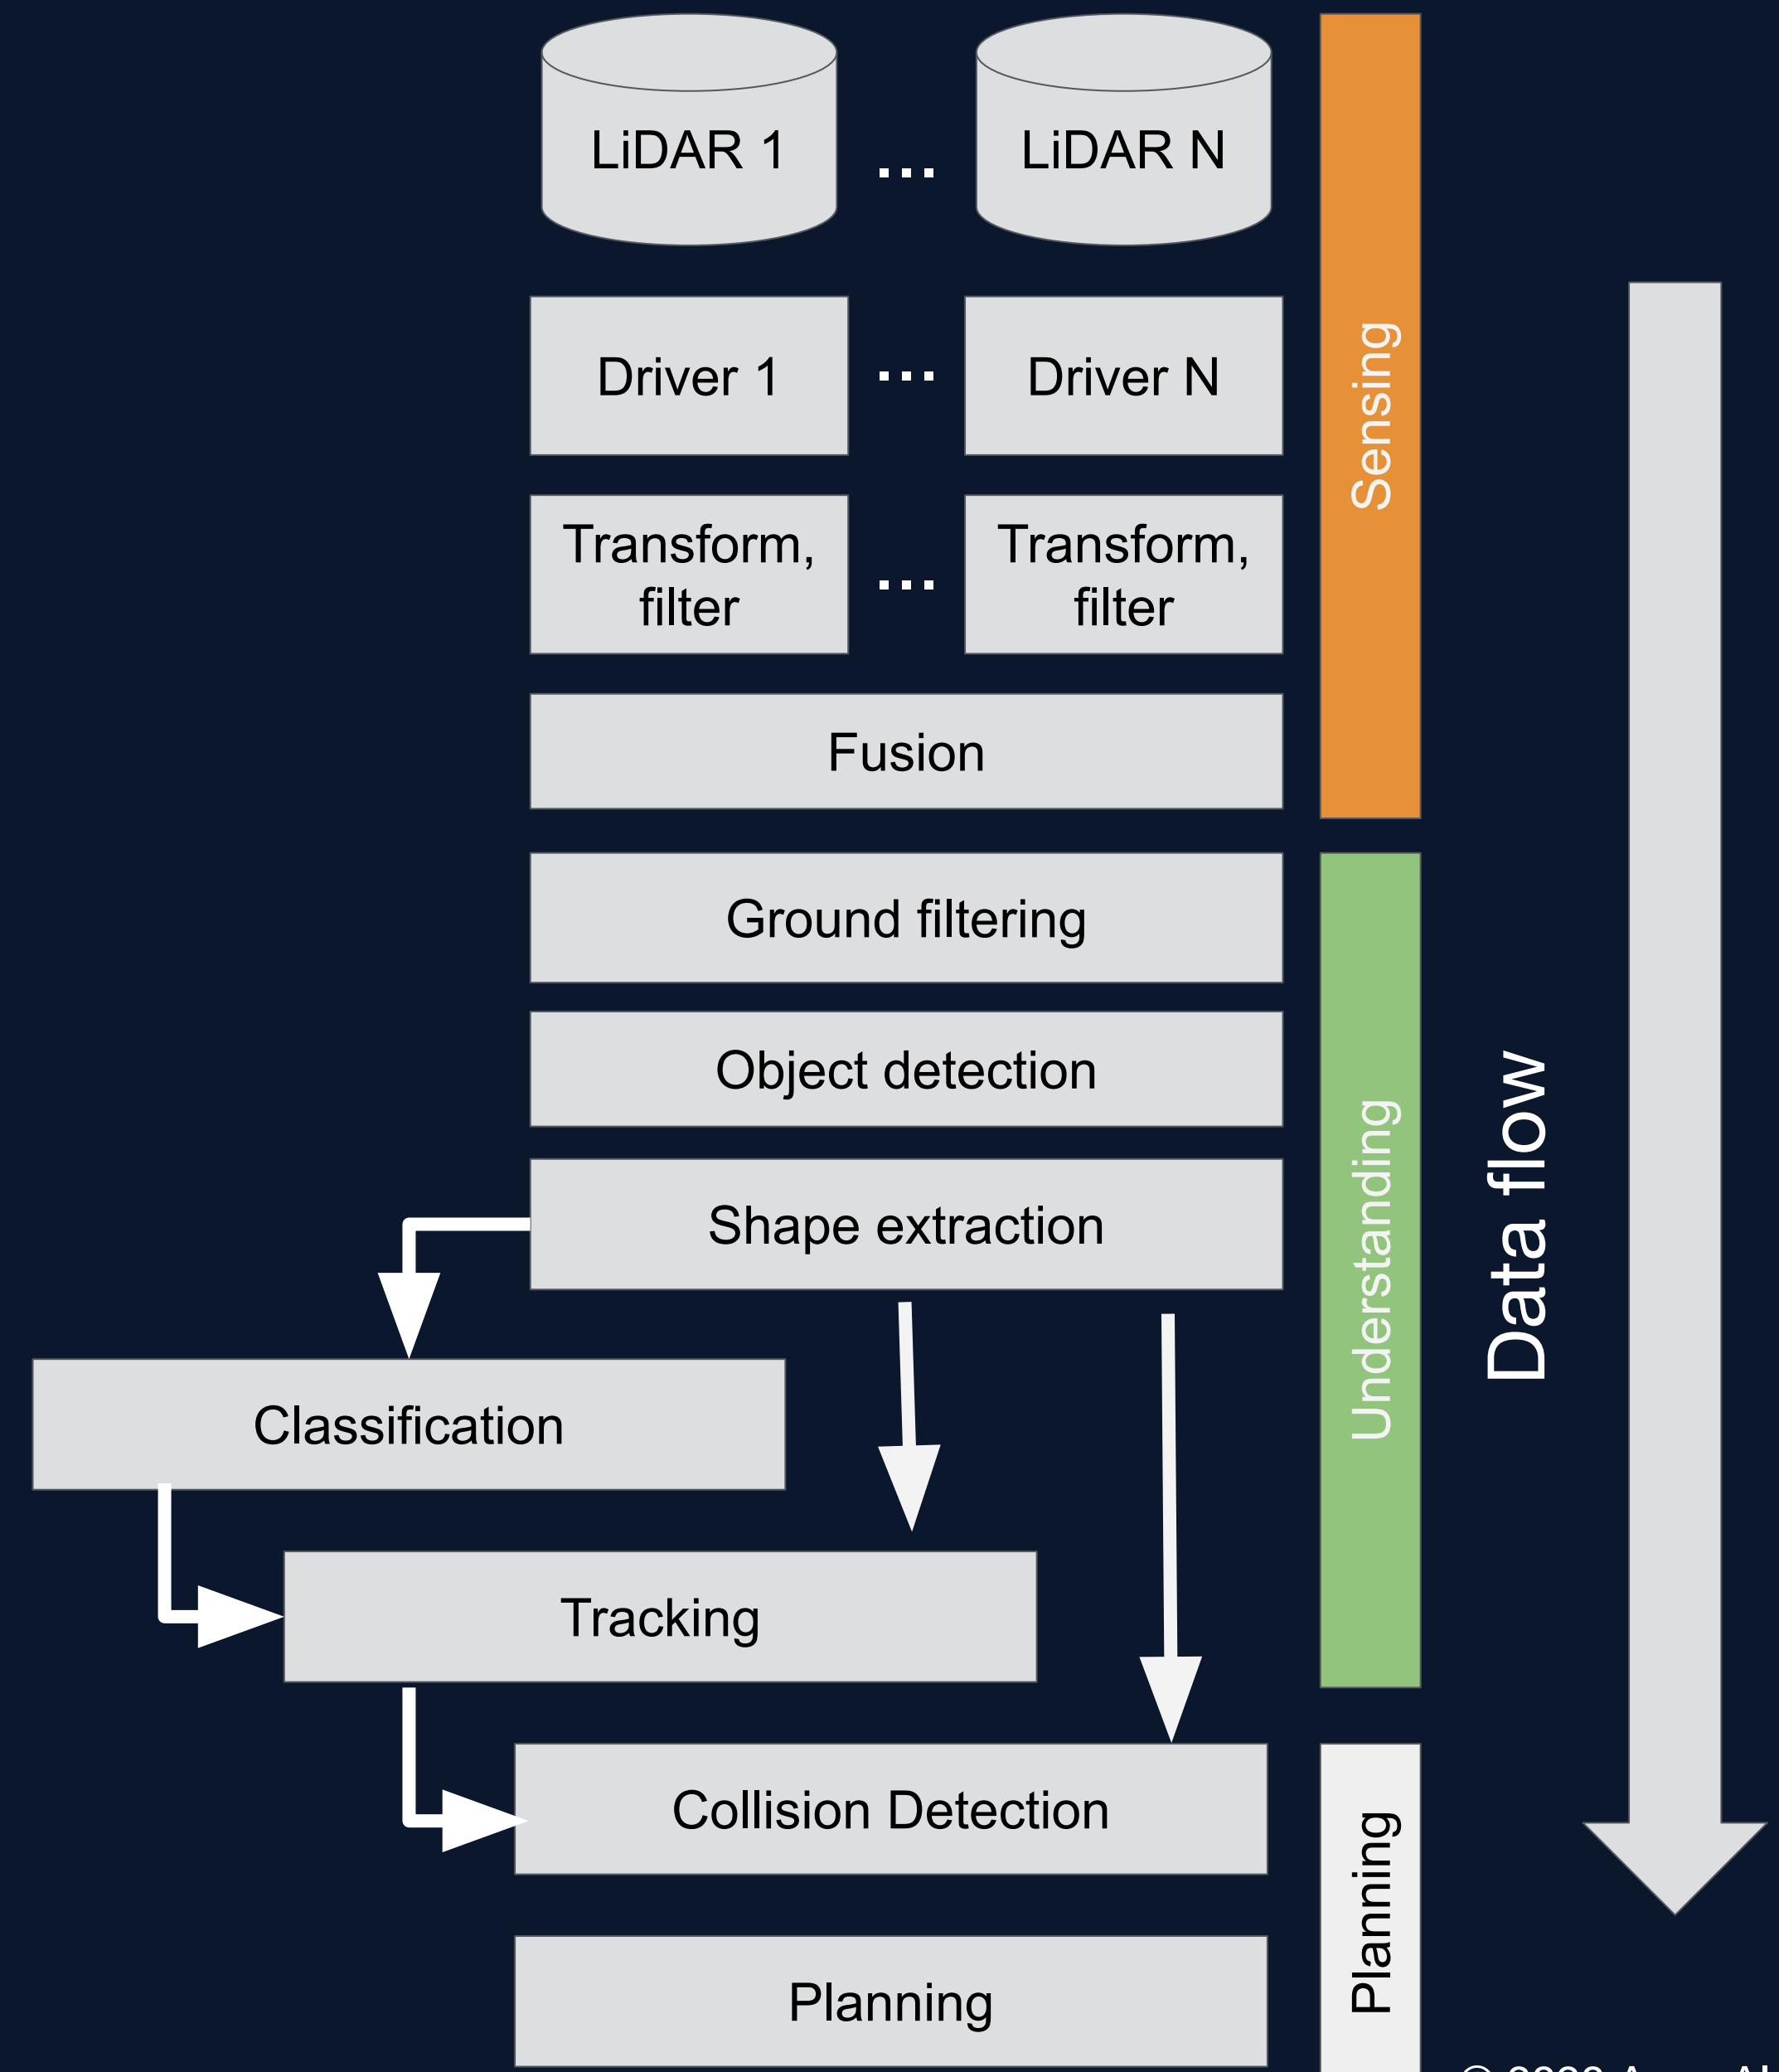 LiDAR 1 ... LiDAR N
Driver 1 ... Driver N
Transform, filter ... Transform, filter
Fusion
Sensing
Ground filtering
Object detection
Shape extraction
Classification
Tracking
Understanding
Data flow
Collision Detection
Planning
Planning